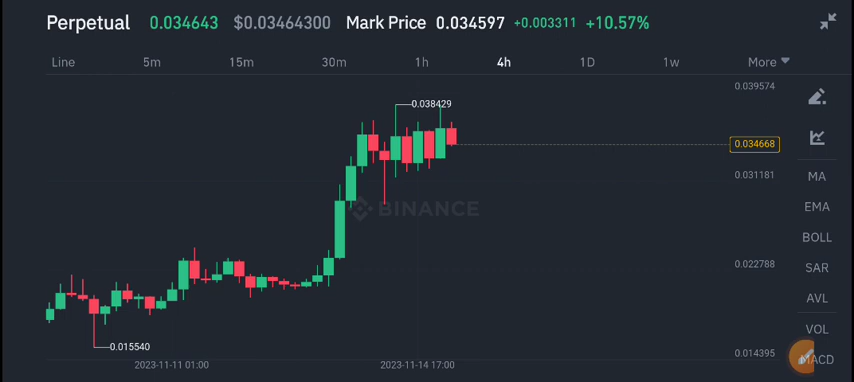 Perpetual 0.034643 $0.03464300 Mark Price 0.034597 +0.003311 +10.57%
Line 5m 15m 30m 1h 4h 1D 1w More
0.039574
0.038429
0.034668
0.031181
MA
BINANCE
EMA
BOLL
0.022788
SAR
AVL
VOL
0.015540
0.014395
MACD
2023-11-11 01:00 2023-11-14 17:00